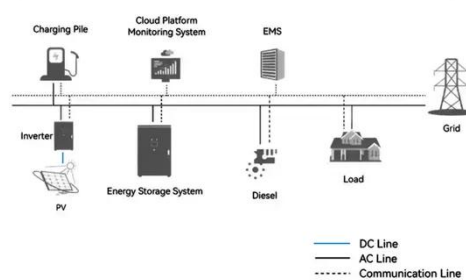 Charging Pile
Cloud Platform
Monitoring System
EMS
Grid
Inverter
PV
Energy Storage System
Diesel
Load
DC Line
AC Line
Communication Line